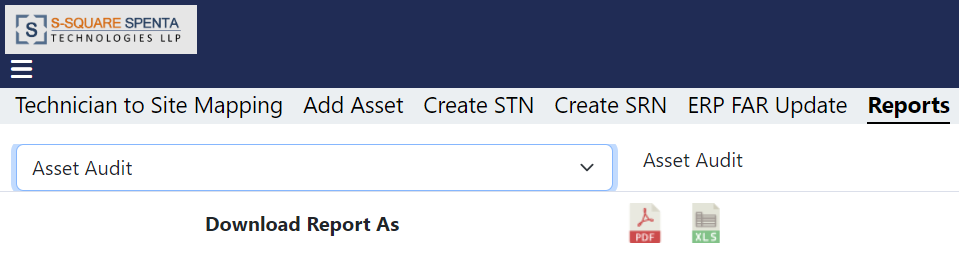 S
S-SQUARE SPENTA
TECHNOLOGIES LLP
Technician to Site Mapping Add Asset Create STN Create SRN ERP FAR Update Reports
Asset Audit Asset Audit
Download Report As PDF XLS